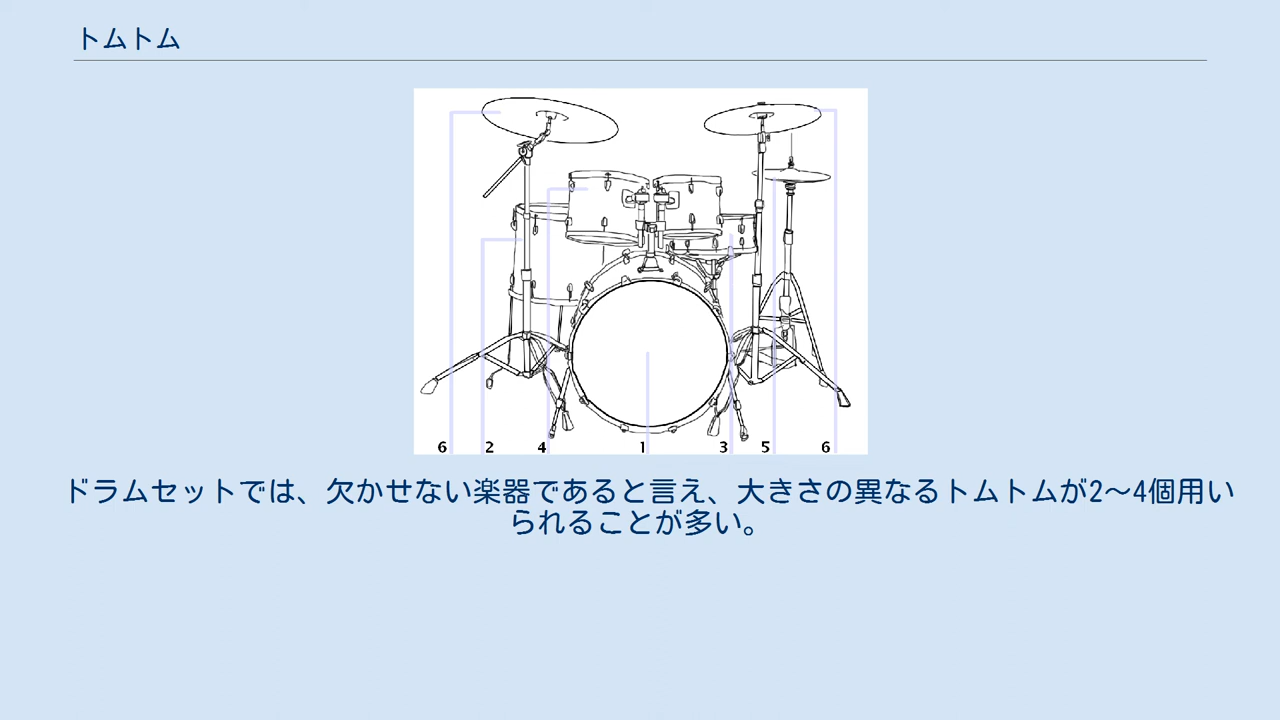 トムトム
6 2 4 1 3 5 6
ドラムセットでは、欠かせない楽器であると言え、大きさの異なるトムトムが2～4個用い
られることが多い。